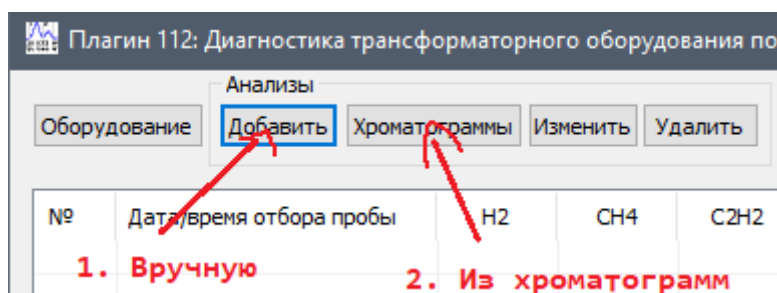 Плагин 112: Диагностика трансформаторного оборудования по
Анализы
Оборудование Добавить Хроматограммы Изменить Удалить
№ Дата/время отбора пробы H2 CH4 C2H2
1. Вручную 2. Из хроматограмм